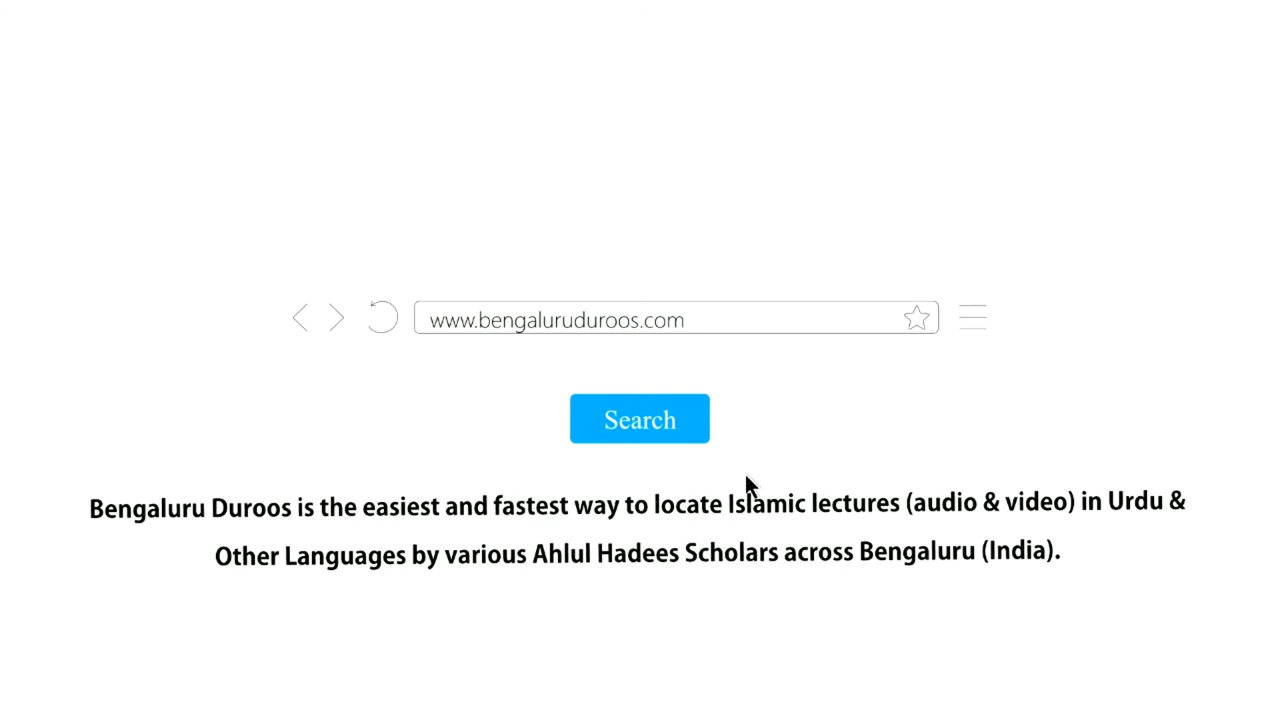 www.bengaluruduroos.com
Search
Bengaluru Duroos is the easiest and fastest way to locate Islamic lectures (audio & video) in Urdu &
Other Languages by various Ahlul Hadees Scholars across Bengaluru (India).